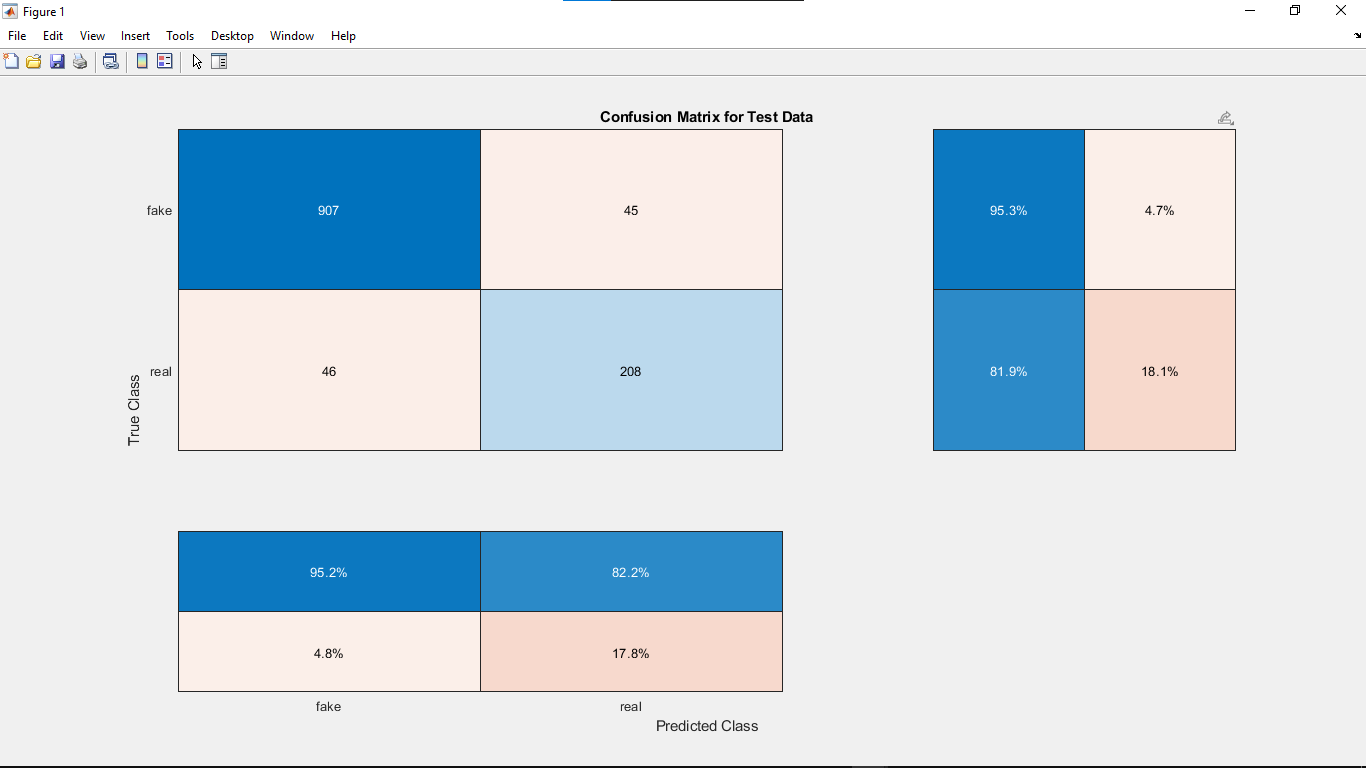 Figure 1
File Edit View Insert Tools Desktop Window Help
Confusion Matrix for Test Data
fake 907 45 95.3% 4.7%
real 46 208 81.9% 18.1%
True Class
95.2% 82.2%
4.8% 17.8%
fake real
Predicted Class